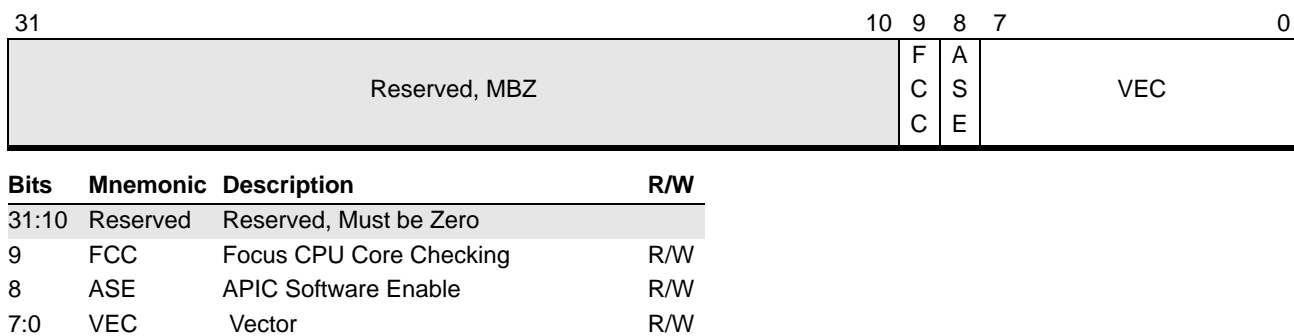 31 10 9 8 7 0
Reserved, MBZ
F
C
C
A
S
E
VEC
Bits Mnemonic Description R/W
31:10 Reserved Reserved, Must be Zero
9 FCC Focus CPU Core Checking R/W
8 ASE APIC Software Enable R/W
7:0 VEC Vector R/W